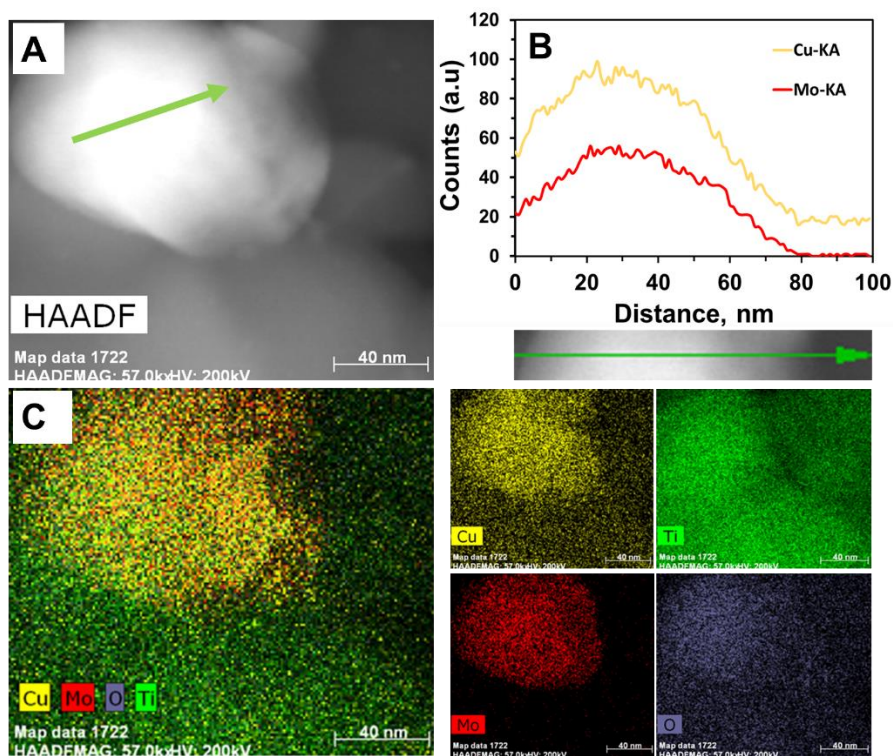 A
HAADF
Map data 1722
HAADFMAG: 57.0kxHV: 200kV
40 nm
B
Counts (a.u)
120
100
80
60
40
20
0
Cu-KA
Mo-KA
0 20 40 60 80 100
Distance, nm
C
Cu Mo O Ti
Map data 1722
HAADFMAG: 57.0kxHV: 200kV
40 nm
Cu
Map data 1722
HAADFMAG: 57.0kxHV: 200kV
40 nm
Ti
Map data 1722
HAADFMAG: 57.0kxHV: 200kV
40 nm
Mo
Map data 1722
HAADFMAG: 57.0kxHV: 200kV
40 nm
O
Map data 1722
HAADFMAG: 57.0kxHV: 200kV
40 nm